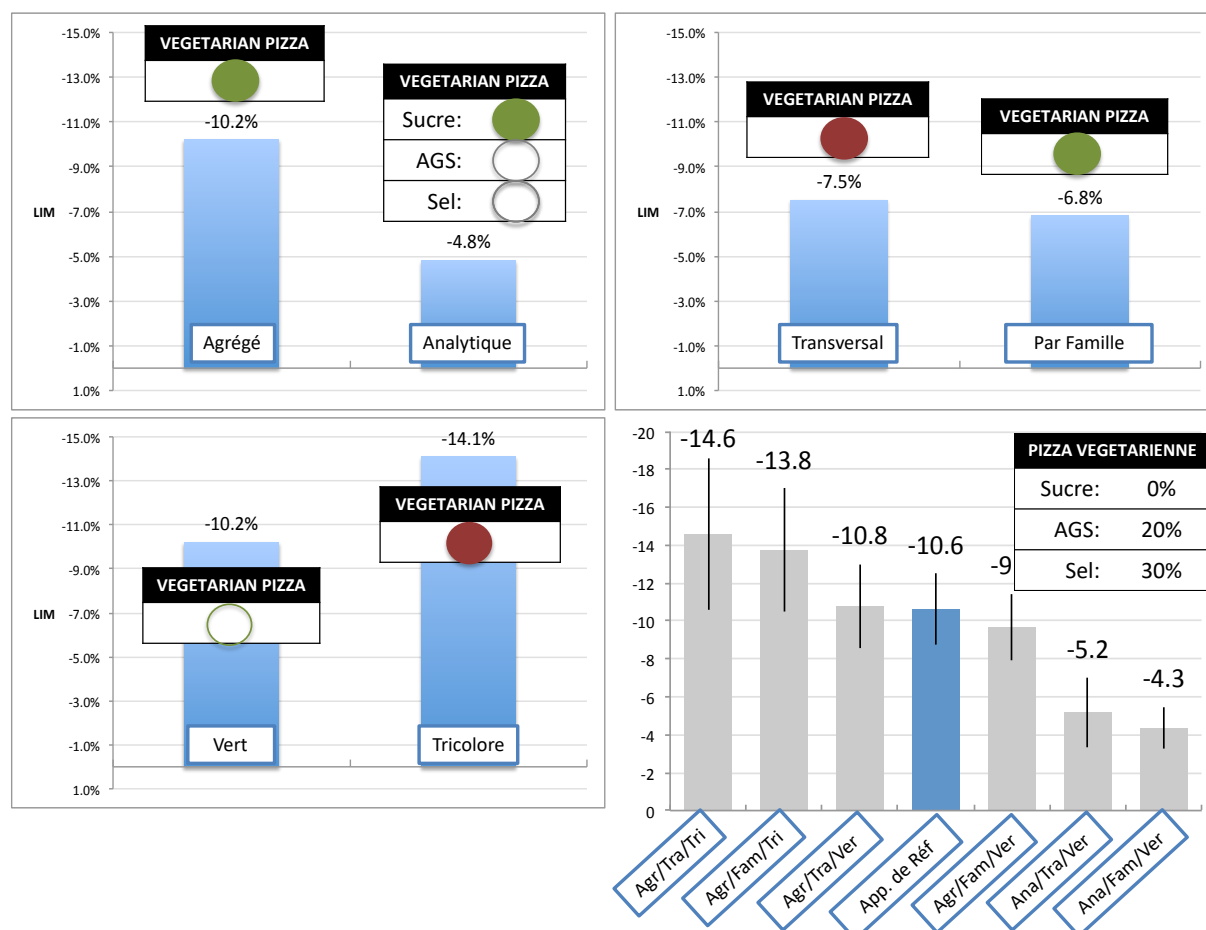 -15.0%
-13.0%
-11.0%
-9.0%
LIM
-7.0%
-5.0%
-3.0%
-1.0%
1.0%
VEGETARIAN PIZZA
-10.2%
Agrégé
VEGETARIAN PIZZA
Sucre:
AGS:
Sel:
-4.8%
Analytique
-15.0%
-13.0%
-11.0%
-9.0%
LIM
-7.0%
-5.0%
-3.0%
-1.0%
1.0%
VEGETARIAN PIZZA
-7.5%
Transversal
VEGETARIAN PIZZA
-6.8%
Par Famille
-15.0%
-13.0%
-11.0%
-9.0%
LIM
-7.0%
-5.0%
-3.0%
-1.0%
1.0%
-10.2%
VEGETARIAN PIZZA
Vert
-14.1%
VEGETARIAN PIZZA
Tricolore
-20
-18
-16
-14
-12
-10
-8
-6
-4
-2
0
-14.6
-13.8
-10.8
-10.6
-9
-5.2
-4.3
PIZZA VEGETARIENNE
Sucre: 0%
AGS: 20%
Sel: 30%
Agr/Tra/Tri
Agr/Fam/Tri
Agr/Tra/Ver
App. de Réf
Agr/Fam/Ver
Ana/Tra/Ver
Ana/Fam/Ver